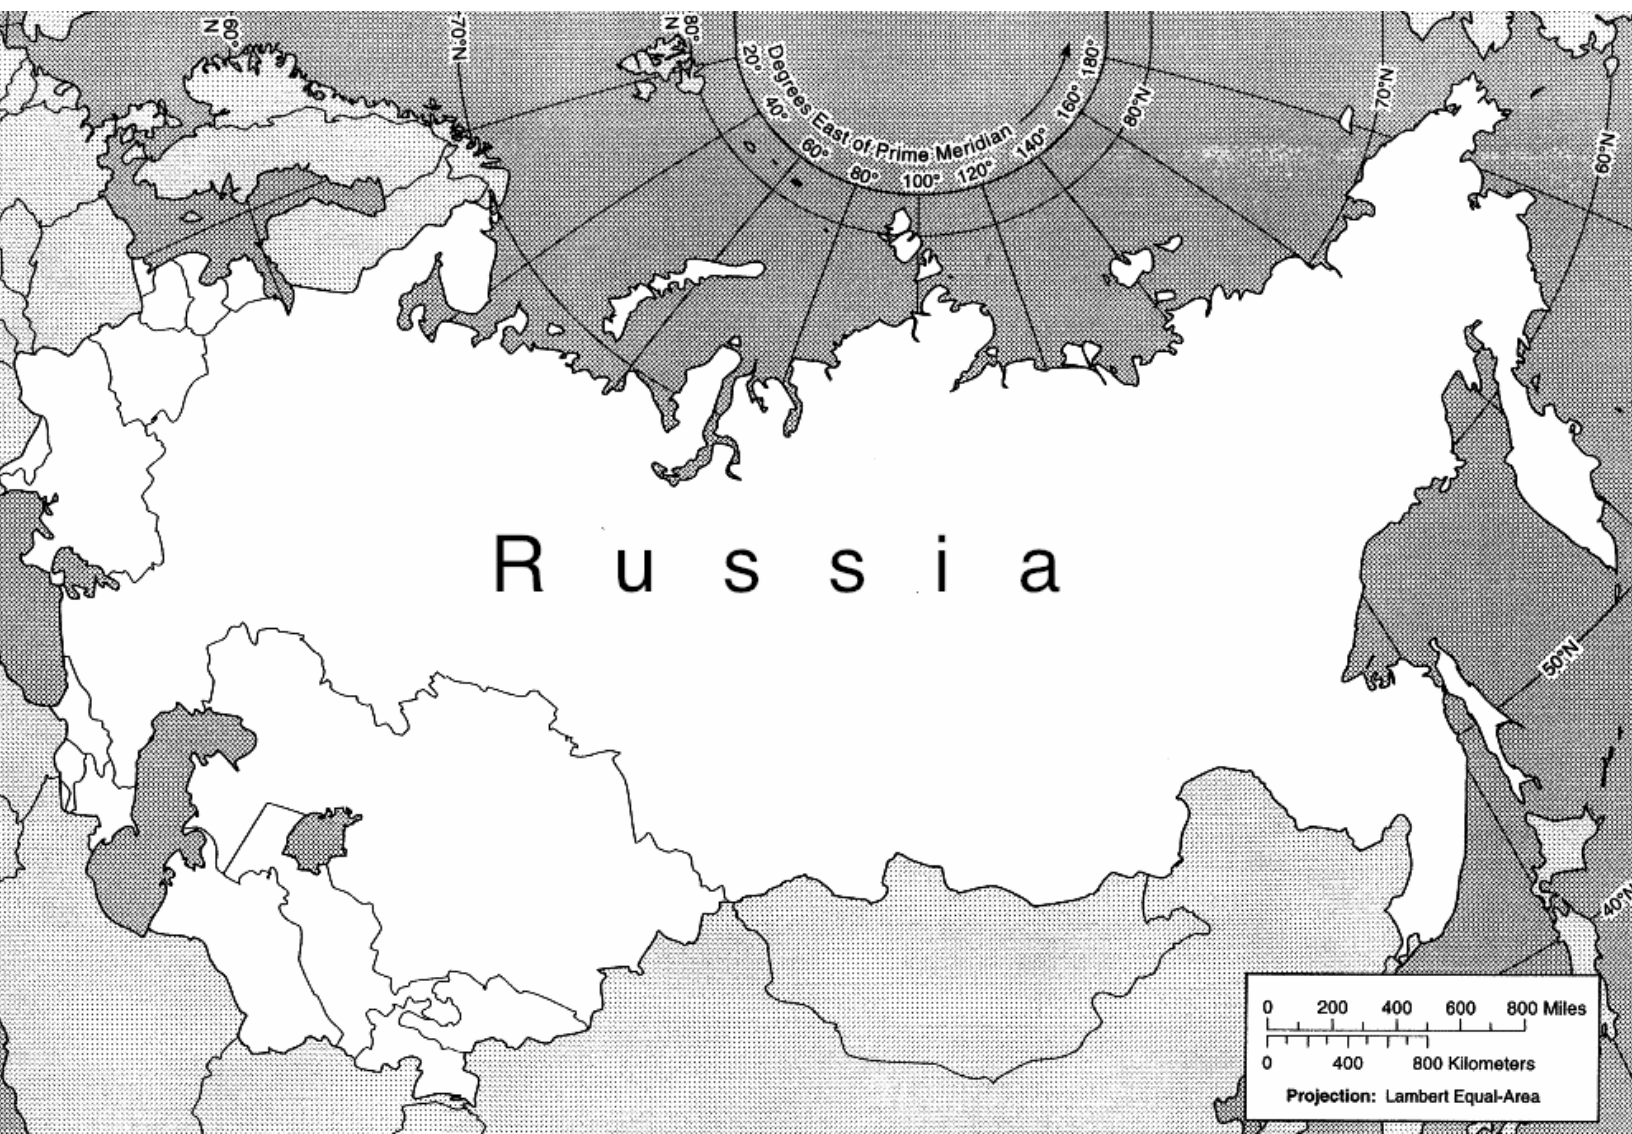 60°
N
70°N
80°
N
Degrees East of Prime Meridian
20°
40°
60°
80°
100°
120°
140°
160°
180°
80°N
70°N
60°N
Russia
50°N
40°N
0 200 400 600 800 Miles
0 400 800 Kilometers
Projection: Lambert Equal-Area